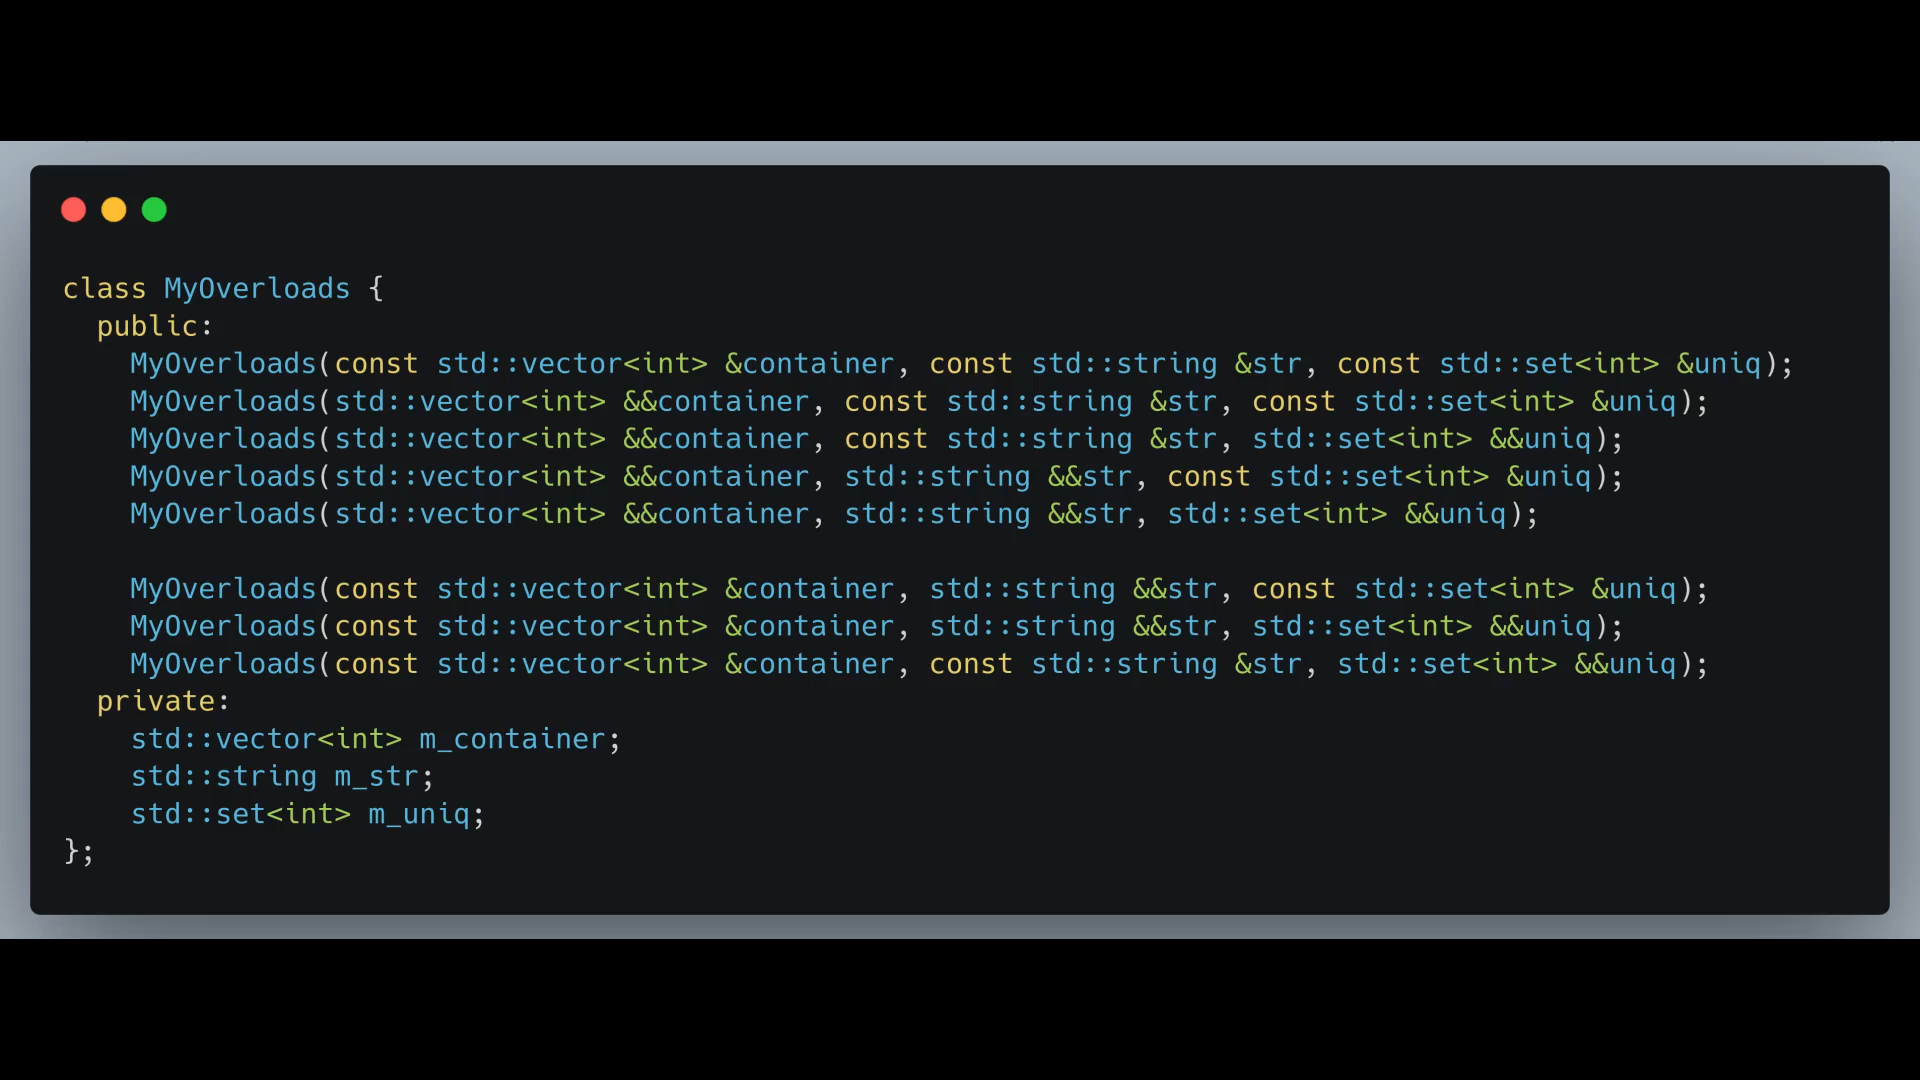 class MyOverloads {
  public:
    MyOverloads(const std::vector<int> &container, const std::string &str, const std::set<int> &uniq);
    MyOverloads(std::vector<int> &&container, const std::string &str, const std::set<int> &uniq);
    MyOverloads(std::vector<int> &&container, const std::string &str, std::set<int> &&uniq);
    MyOverloads(std::vector<int> &&container, std::string &&str, const std::set<int> &uniq);
    MyOverloads(std::vector<int> &&container, std::string &&str, std::set<int> &&uniq);

    MyOverloads(const std::vector<int> &container, std::string &&str, const std::set<int> &uniq);
    MyOverloads(const std::vector<int> &container, std::string &&str, std::set<int> &&uniq);
    MyOverloads(const std::vector<int> &container, const std::string &str, std::set<int> &&uniq);
  private:
    std::vector<int> m_container;
    std::string m_str;
    std::set<int> m_uniq;
};